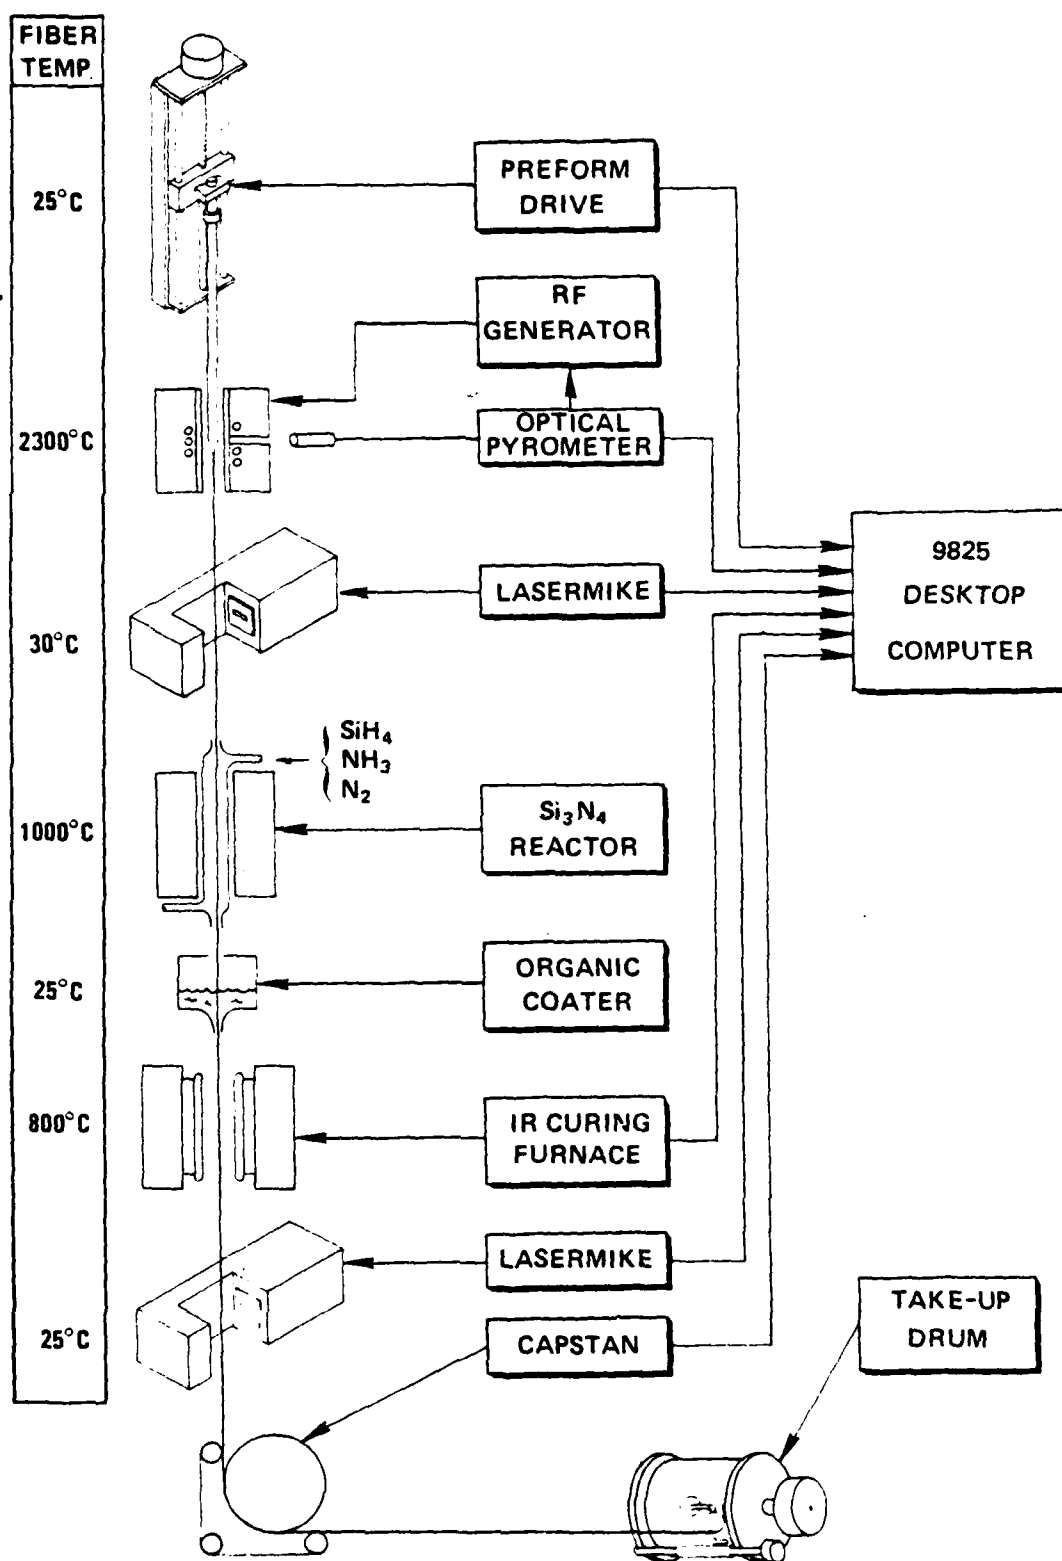 FIBER
TEMP.
25°C
2300°C
30°C
1000°C
25°C
800°C
25°C
PREFORM
DRIVE
RF
GENERATOR
OPTICAL
PYROMETER
LASERMIKE
9825
DESKTOP
COMPUTER
SiH₄
NH₃
N₂
Si₃N₄
REACTOR
ORGANIC
COATER
IR CURING
FURNACE
LASERMIKE
CAPSTAN
TAKE-UP
DRUM